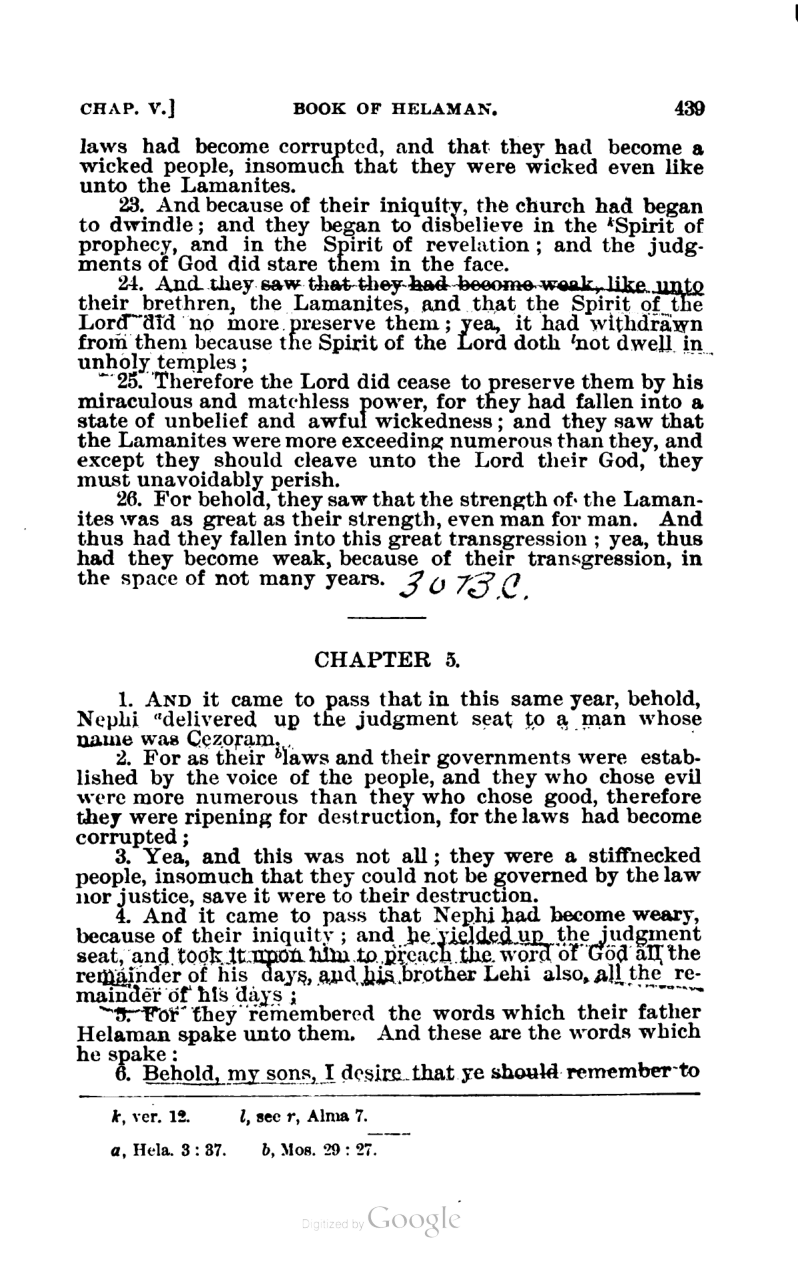 CHAP. V.] BOOK OF HELAMAN. 439
laws had become corrupted, and that they had become a
wicked people, insomuch that they were wicked even like
unto the Lamanites.
23. And because of their iniquity, the church had began
to dwindle; and they began to disbelieve in the ᵏSpirit of
prophecy, and in the Spirit of revelation; and the judg-
ments of God did stare them in the face.
24. And they saw that they had become weak, like unto
their brethren, the Lamanites, and that the Spirit of the
Lord did no more preserve them; yea, it had withdrawn
from them because the Spirit of the Lord doth ˡnot dwell in
unholy temples;
25. Therefore the Lord did cease to preserve them by his
miraculous and matchless power, for they had fallen into a
state of unbelief and awful wickedness; and they saw that
the Lamanites were more exceeding numerous than they, and
except they should cleave unto the Lord their God, they
must unavoidably perish.
26. For behold, they saw that the strength of the Laman-
ites was as great as their strength, even man for man. And
thus had they fallen into this great transgression; yea, thus
had they become weak, because of their transgression, in
the space of not many years. 30 B.C.
CHAPTER 5.
1. AND it came to pass that in this same year, behold,
Nephi ᵃdelivered up the judgment seat to a man whose
name was Cezoram.
2. For as their ᵇlaws and their governments were estab-
lished by the voice of the people, and they who chose evil
were more numerous than they who chose good, therefore
they were ripening for destruction, for the laws had become
corrupted;
3. Yea, and this was not all; they were a stiffnecked
people, insomuch that they could not be governed by the law
nor justice, save it were to their destruction.
4. And it came to pass that Nephi had become weary,
because of their iniquity; and he yielded up the judgment
seat, and took it upon him to preach the word of God all the
remainder of his days, and his brother Lehi also, all the re-
mainder of his days;
5. For they remembered the words which their father
Helaman spake unto them. And these are the words which
he spake:
6. Behold, my sons, I desire that ye should remember to
k, ver. 12. l, see r, Alma 7.
a, Hela. 3:37. b, Mos. 29:27.
Digitized by Google